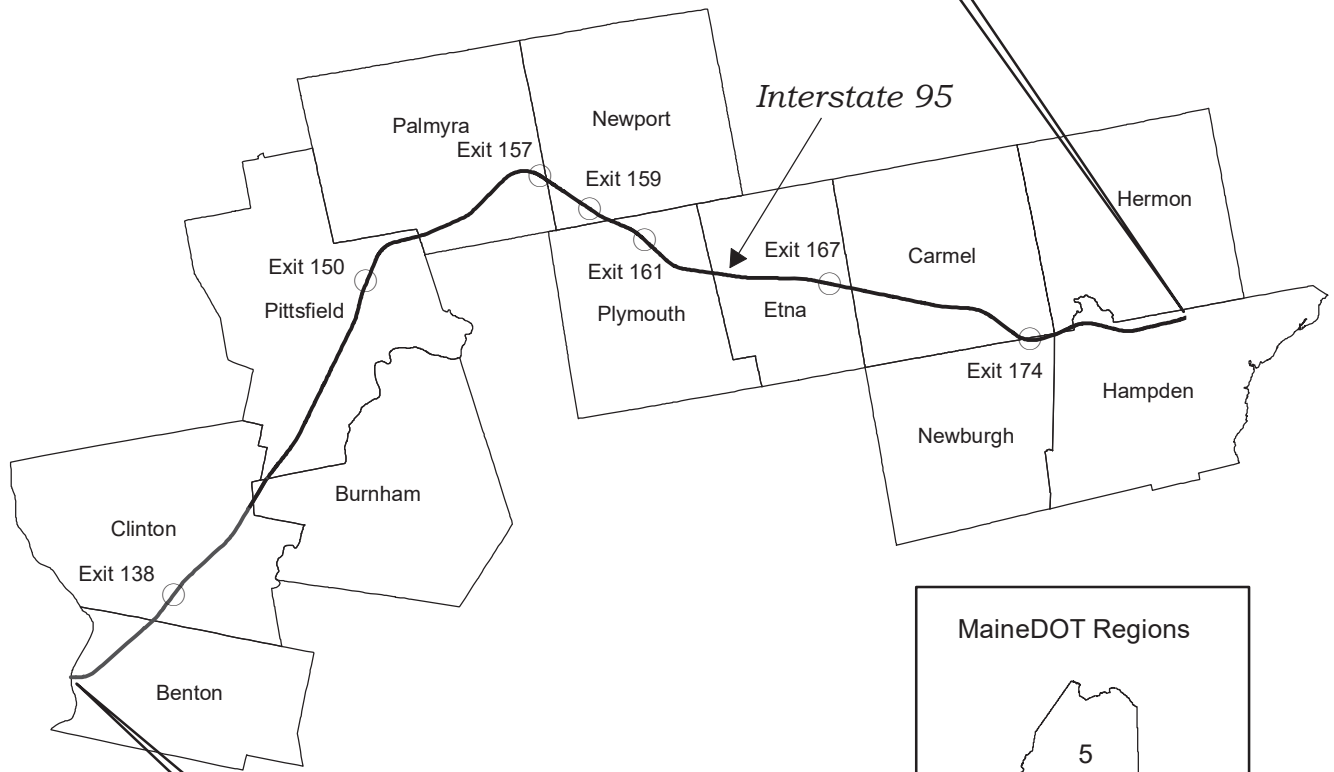 Interstate 95
Newport
Palmyra
Exit 157
Exit 159
Hermon
Exit 167
Carmel
Exit 150
Exit 161
Pittsfield
Plymouth
Etna
Exit 174
Hampden
Newburgh
Burnham
Clinton
Exit 138
MaineDOT Regions
Benton
5